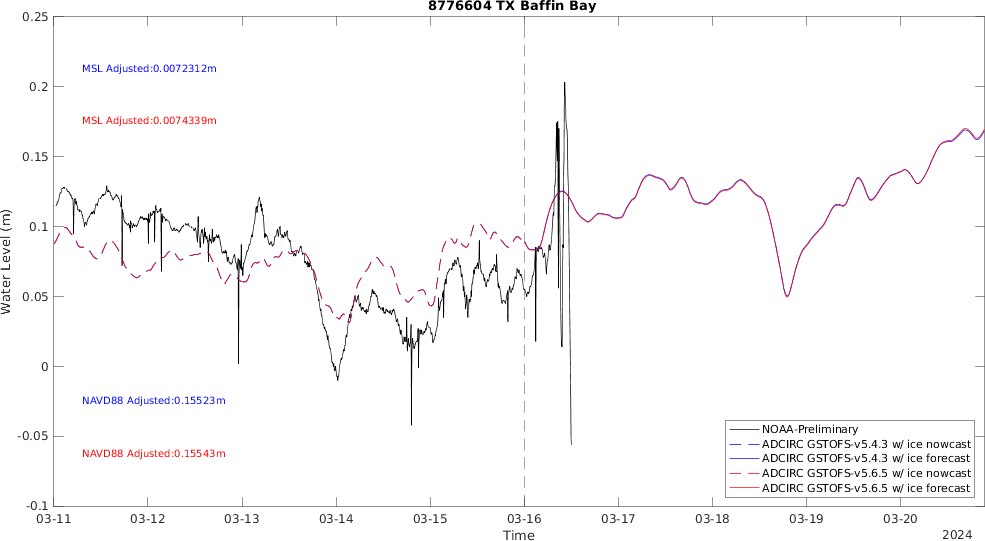 8776604 TX Baffin Bay
0.25
0.2
0.15
0.1
0.05
0
-0.05
-0.1
Water Level (m)
MSL Adjusted:0.0072312m
MSL Adjusted:0.0074339m
NAVD88 Adjusted:0.15523m
NAVD88 Adjusted:0.15543m
NOAA-Preliminary
ADCIRC GSTOFS-v5.4.3 w/ ice nowcast
ADCIRC GSTOFS-v5.4.3 w/ ice forecast
ADCIRC GSTOFS-v5.6.5 w/ ice nowcast
ADCIRC GSTOFS-v5.6.5 w/ ice forecast
03-11 03-12 03-13 03-14 03-15 03-16 03-17 03-18 03-19 03-20
Time
2024